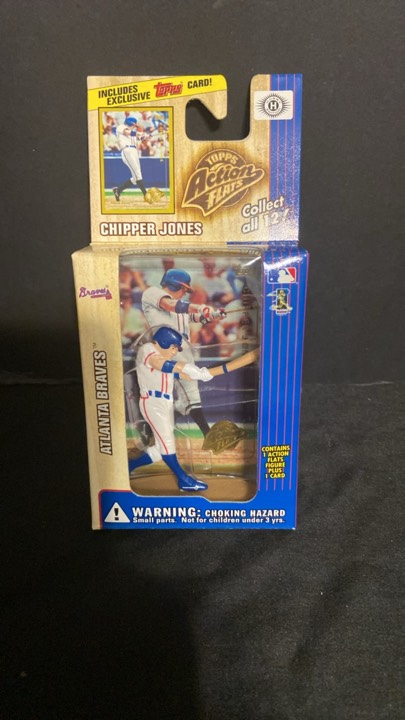 INCLUDES
EXCLUSIVE Topps CARD!
TOPPS
Action
FLATS
Collect
all 12!
CHIPPER JONES
Braves
ATLANTA BRAVES™
CONTAINS
1 ACTION
FLATS
FIGURE
PLUS
1 CARD
WARNING: CHOKING HAZARD
Small parts. Not for children under 3 yrs.